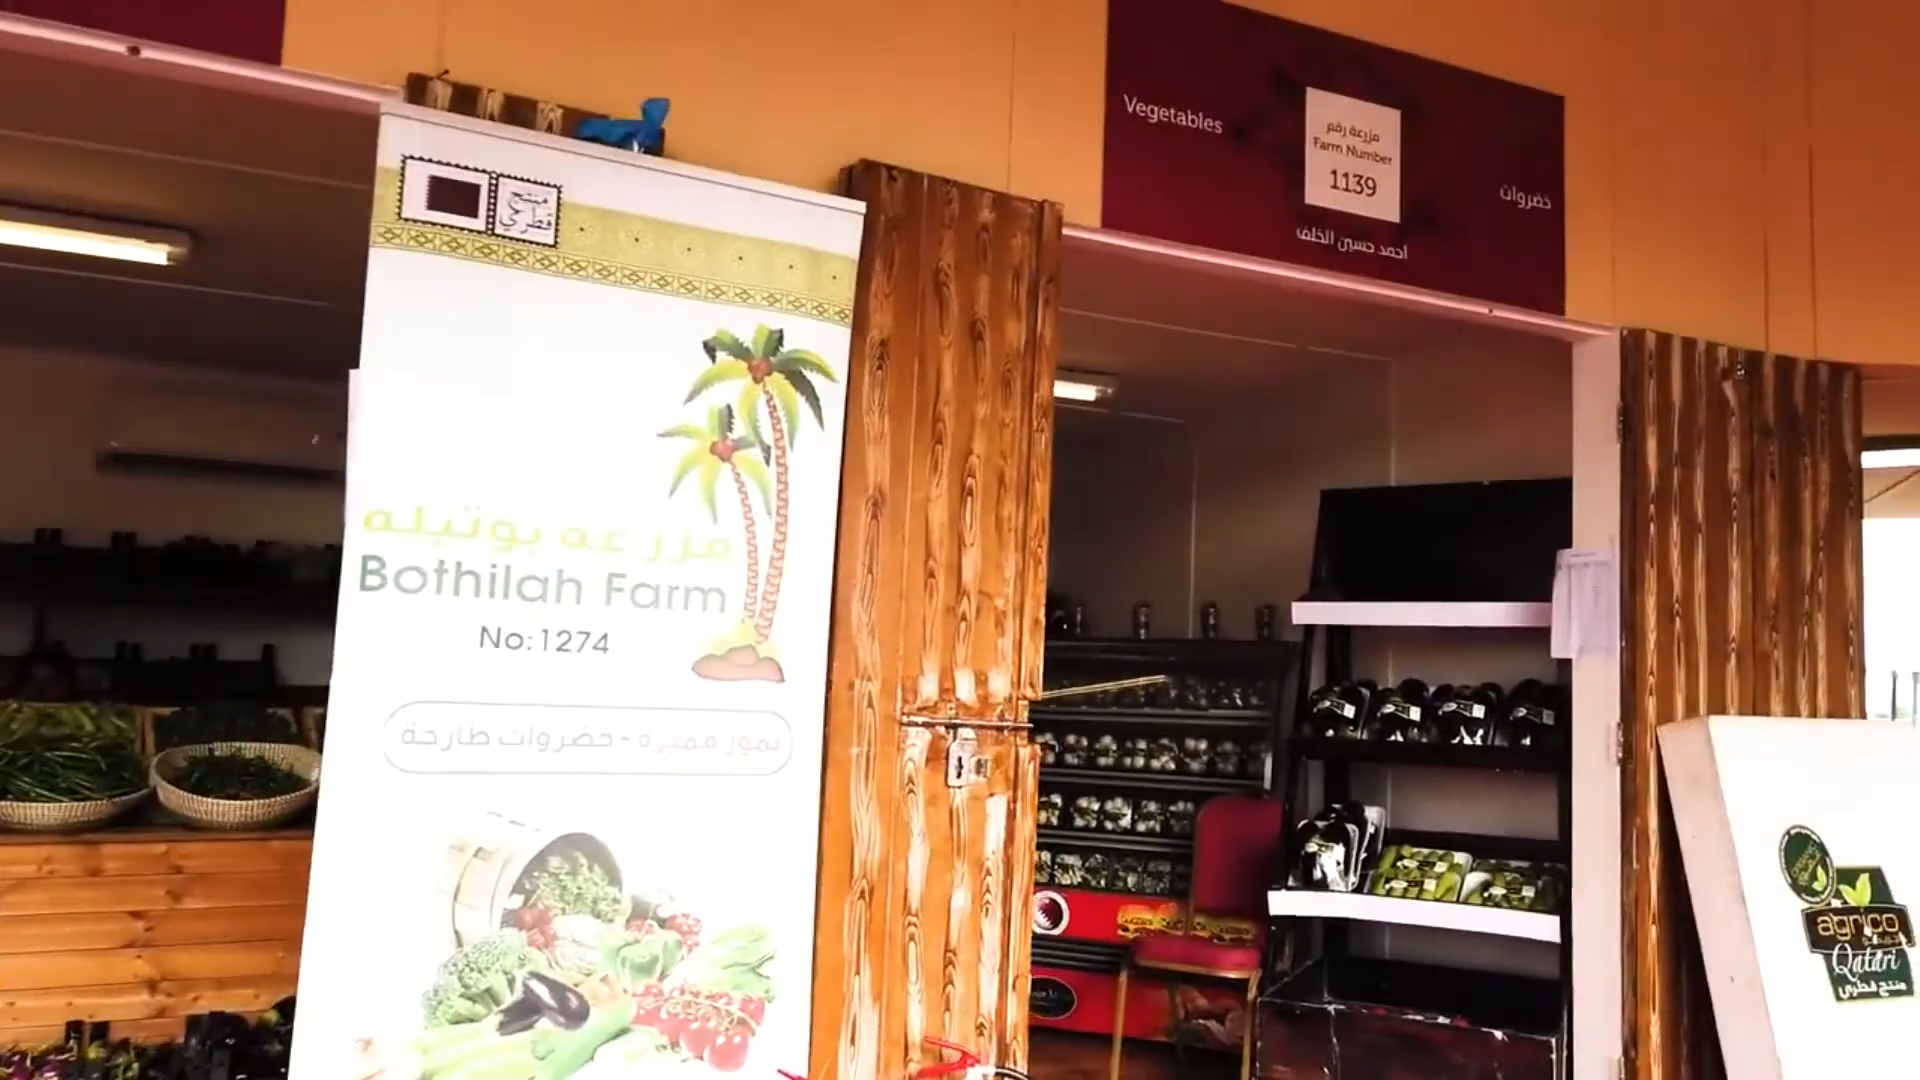 منتج
قطري
مزرعه بوتيله
Bothilah Farm
No:1274
تمور مميزه - خضروات طازجة
Vegetables
مزرعة رقم
Farm Number
1139
خضروات
احمد حسين الخلف
agrico
Qatari
منتج قطري